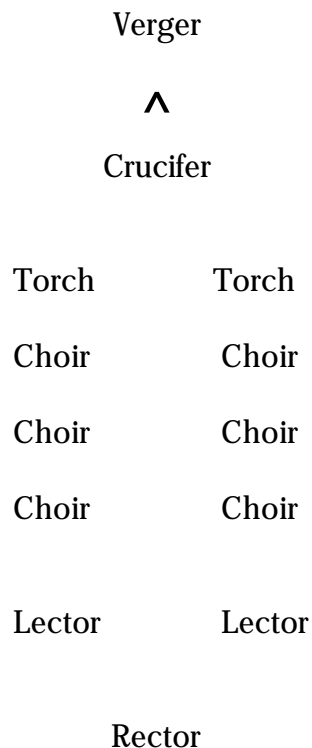 Verger
^
Crucifer
Torch Torch
Choir Choir
Choir Choir
Choir Choir
Lector Lector
Rector